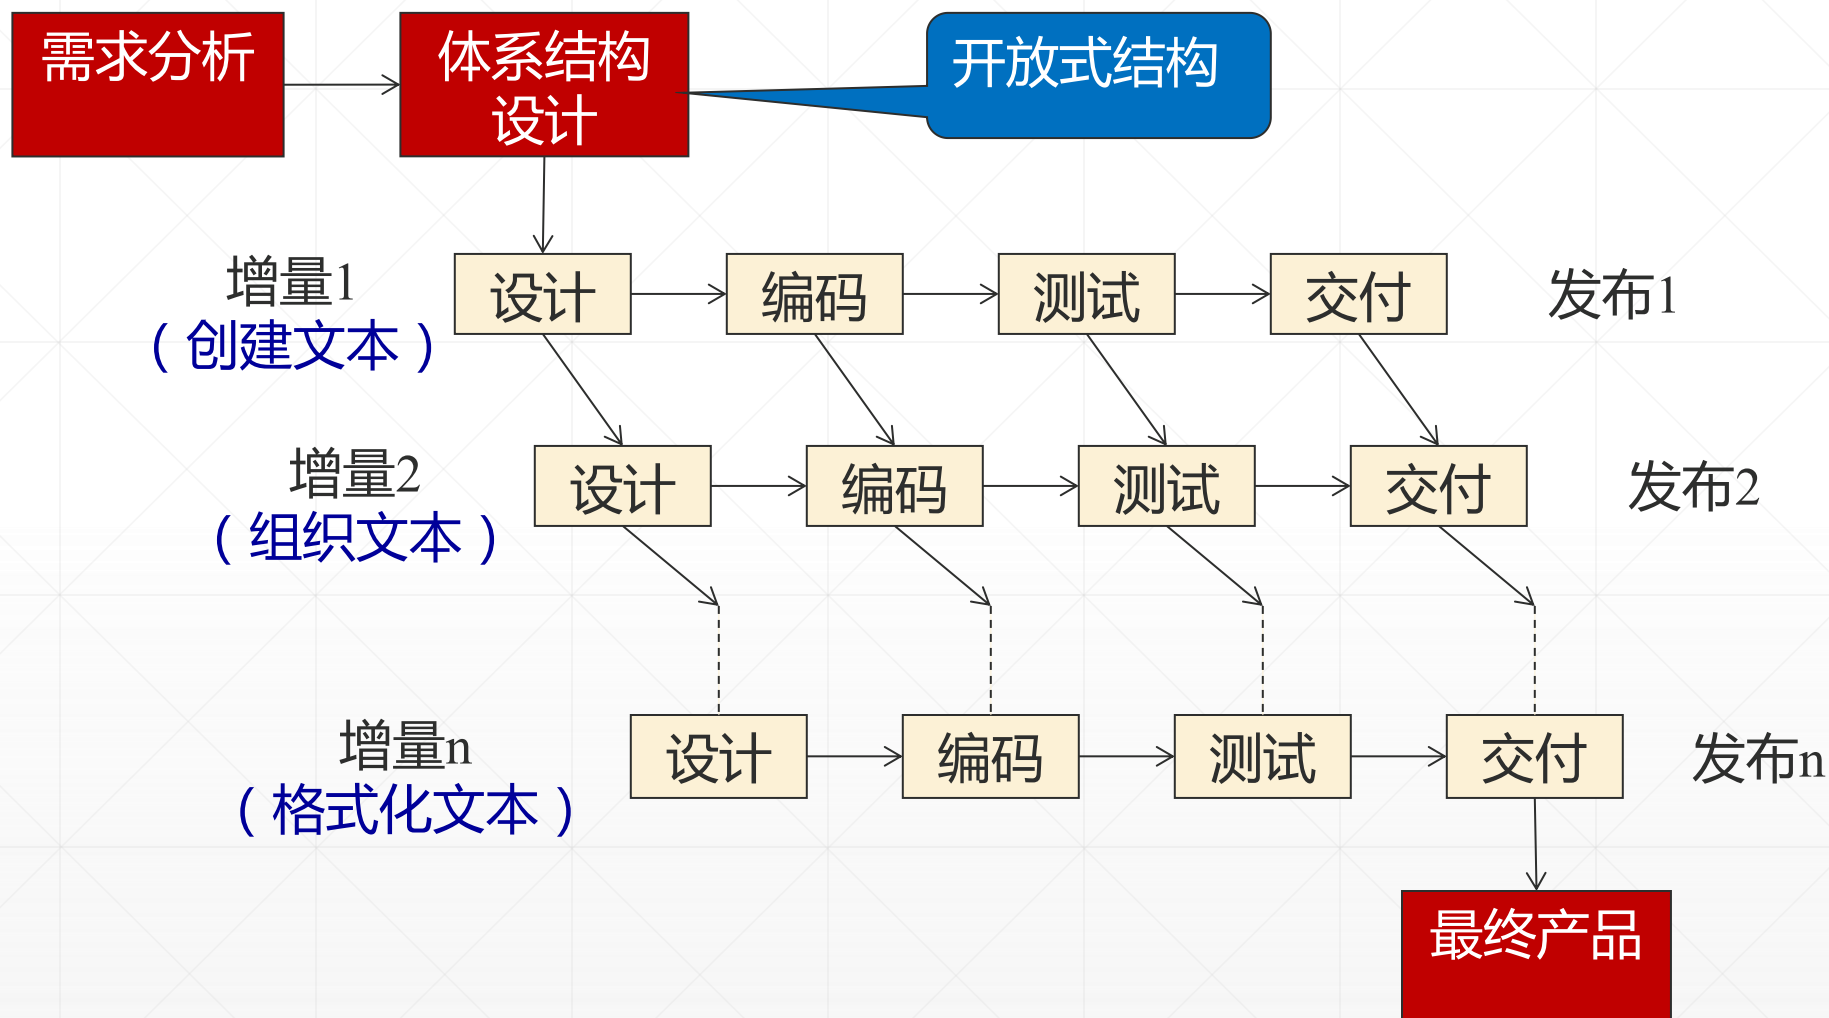 需求分析
体系结构
设计
开放式结构
增量1
（创建文本）
设计
编码
测试
交付
发布1
增量2
（组织文本）
设计
编码
测试
交付
发布2
增量n
（格式化文本）
设计
编码
测试
交付
发布n
最终产品